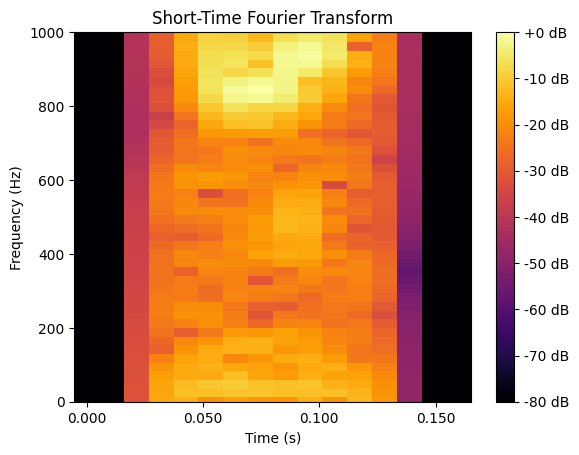 Short-Time Fourier Transform
Frequency (Hz)
1000
800
600
400
200
0
0.000
0.050
0.100
0.150
Time (s)
+0 dB
-10 dB
-20 dB
-30 dB
-40 dB
-50 dB
-60 dB
-70 dB
-80 dB